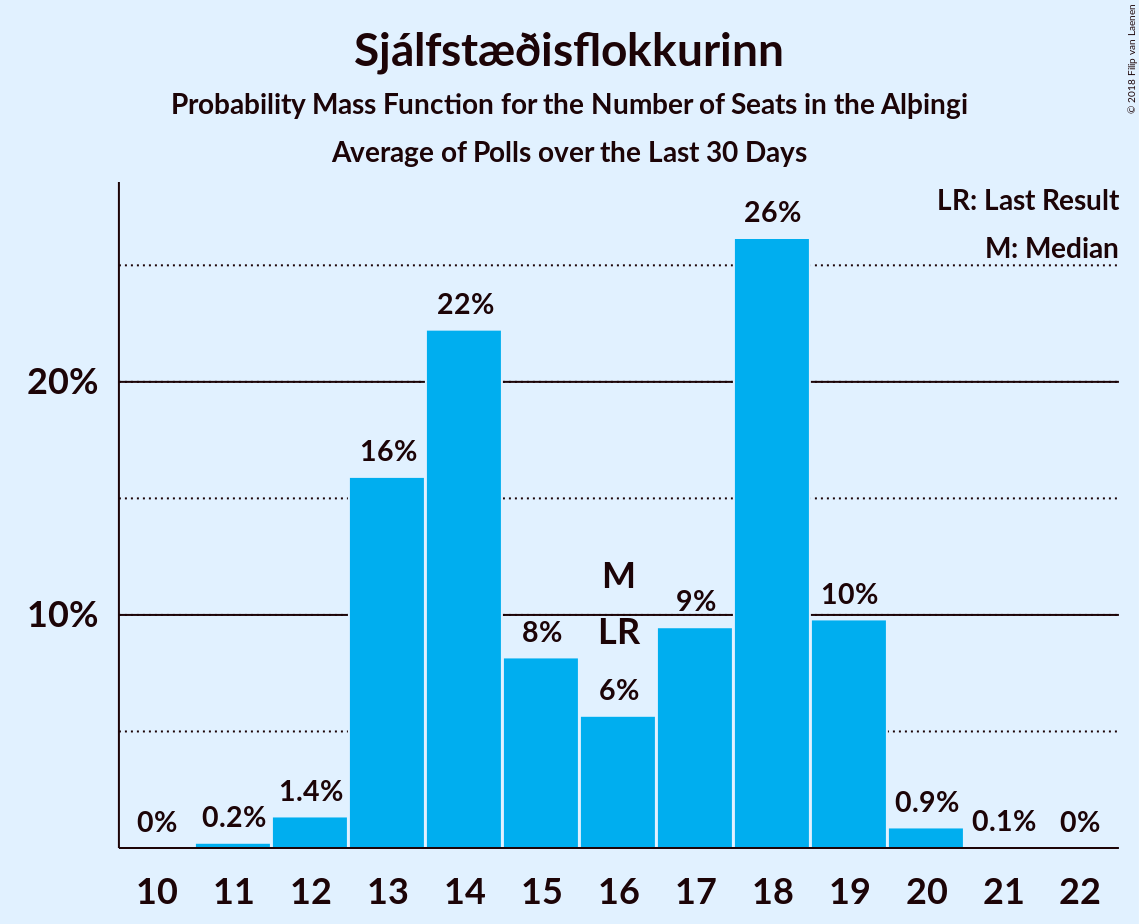 Sjálfstæðisflokkurinn
Probability Mass Function for the Number of Seats in the Alþingi
Average of Polls over the Last 30 Days
© 2018 Filip van Laenen
LR: Last Result
M: Median
26%
22%
20%
16%
M
10%
9%
10%
LR
8%
6%
1.4%
0.9%
0%
0.2%
0.1%
0%
10 11 12 13 14 15 16 17 18 19 20 21 22